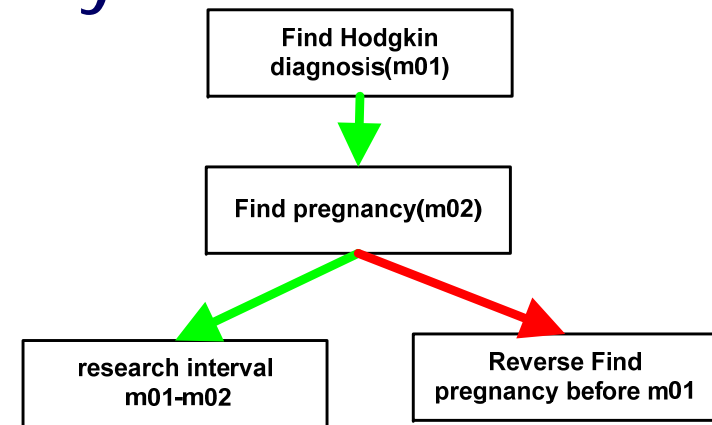 Find Hodgkin
diagnosis(m01)
Find pregnancy(m02)
research interval
m01-m02
Reverse Find
pregnancy before m01